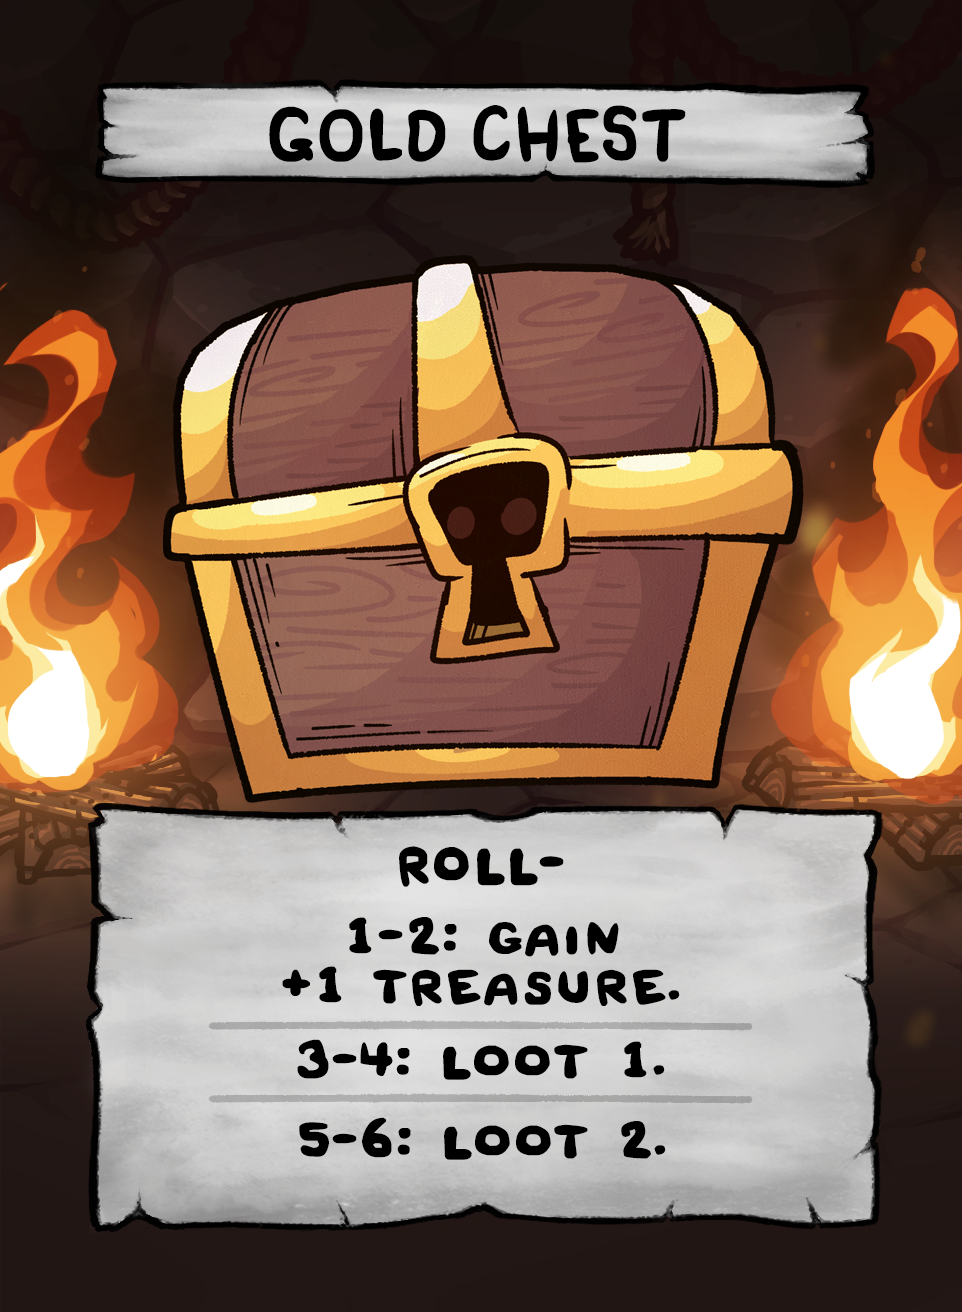 GOLD CHEST
ROLL-
1-2: GAIN
+1 TREASURE.
3-4: LOOT 1.
5-6: LOOT 2.